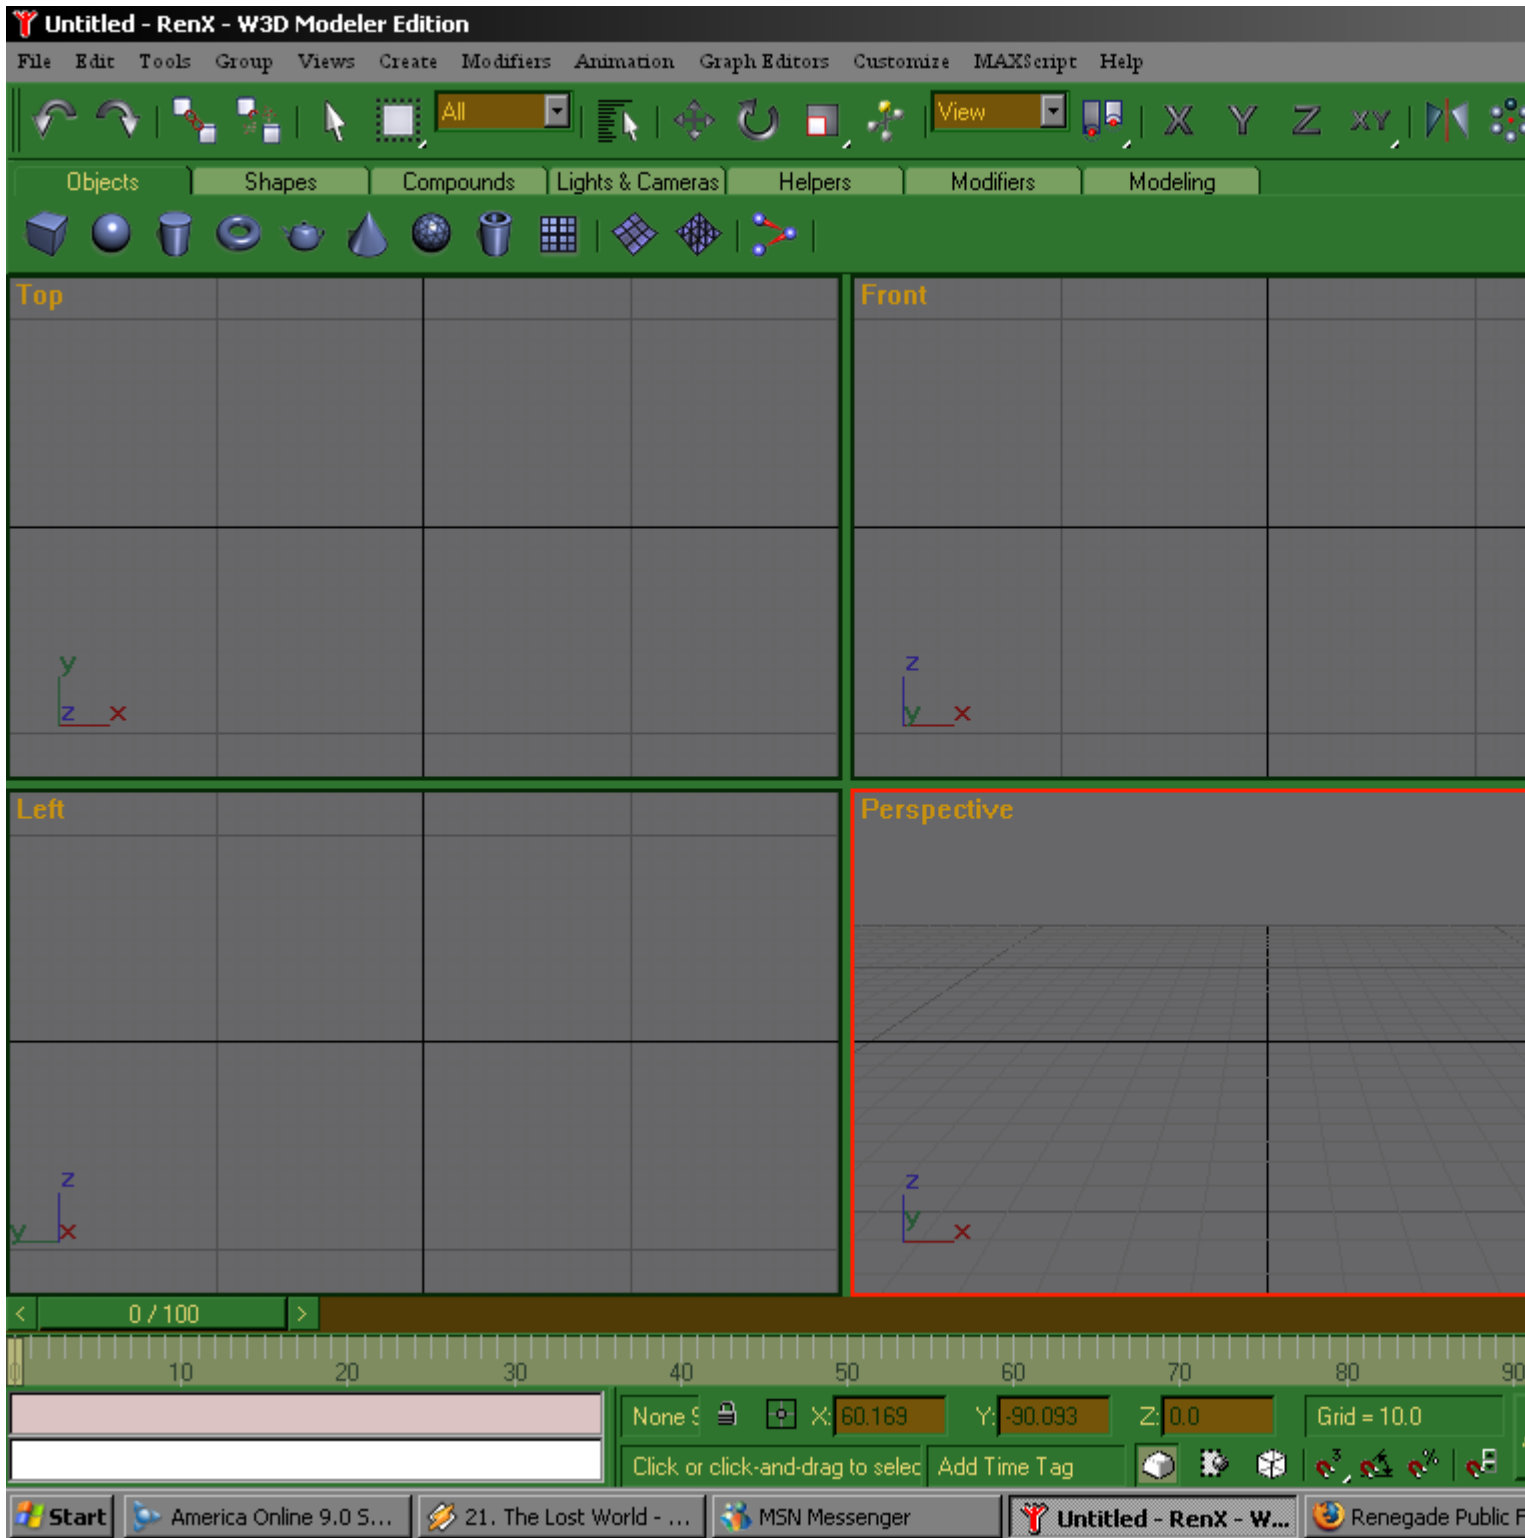 Untitled - RenX - W3D Modeler Edition
File Edit Tools Group Views Create Modifiers Animation Graph Editors Customize MAXScript Help
All View X Y Z XY
Objects Shapes Compounds Lights & Cameras Helpers Modifiers Modeling
Top Front
y z
z x y x
Left Perspective
z z
y x y x
< 0 / 100 >
0 10 20 30 40 50 60 70 80 90
None S X: 60.169 Y: -90.093 Z: 0.0 Grid = 10.0
Click or click-and-drag to selec Add Time Tag 3 %
Start America Online 9.0 S... 21. The Lost World - ... MSN Messenger Untitled - RenX - W... Renegade Public F